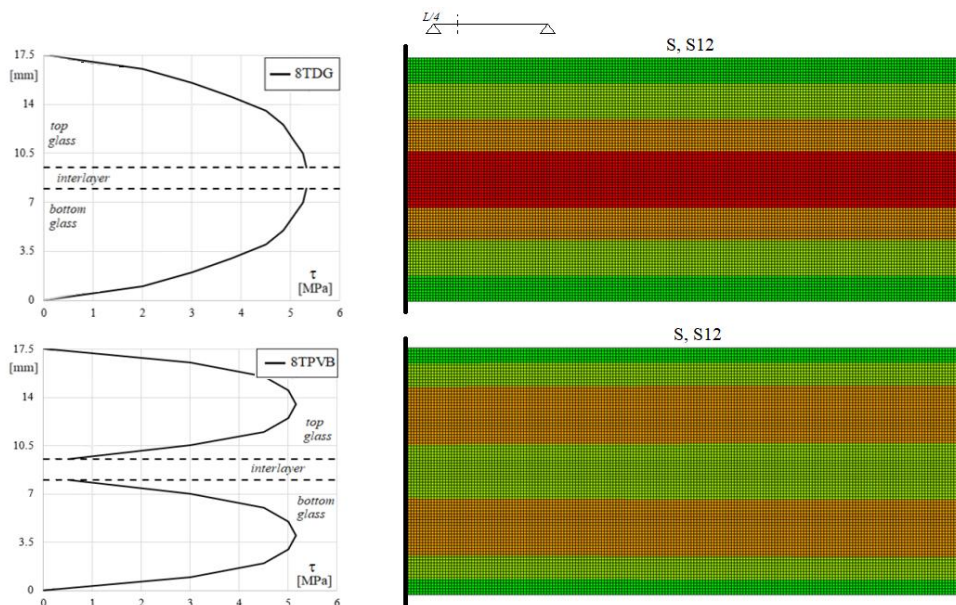 L/4
17.5
[mm]
14
10.5
7
3.5
0
8TDG
top
glass
interlayer
bottom
glass
τ
[MPa]
0 1 2 3 4 5 6
S, S12
17.5
[mm]
14
10.5
7
3.5
0
8TPVB
top
glass
interlayer
bottom
glass
τ
[MPa]
0 1 2 3 4 5 6
S, S12